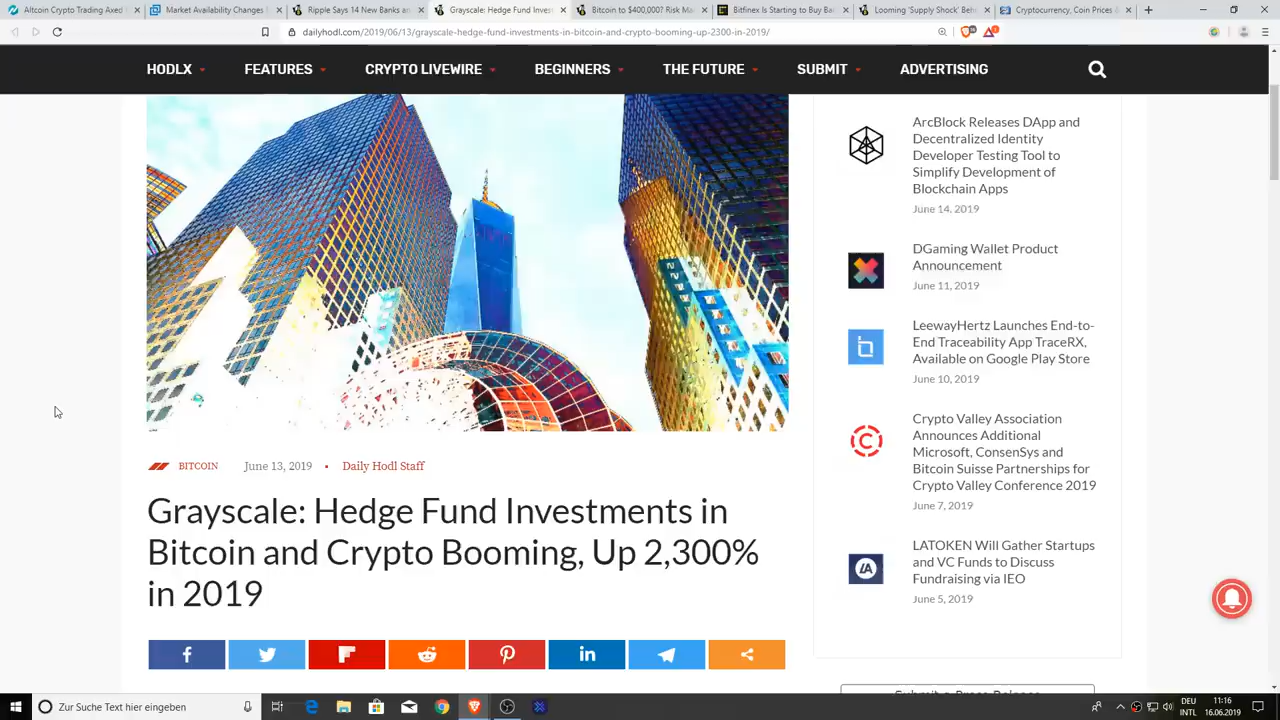 Altcoin Crypto Trading Axed
Market Availability Changes
Ripple Says 14 New Banks an
Grayscale: Hedge Fund Inves
Bitcoin to $400,000? Risk Ma
Bitfinex Is Starting to Buy Ba
Looming 'Supply Shock' Beh
Cryptocurrency, Coin Prices &
dailyhodl.com/2019/06/13/grayscale-hedge-fund-investments-in-bitcoin-and-crypto-booming-up-2300-in-2019/
HODLX
FEATURES
CRYPTO LIVEWIRE
BEGINNERS
THE FUTURE
SUBMIT
ADVERTISING
BITCOIN
June 13, 2019
Daily Hodl Staff
Grayscale: Hedge Fund Investments in
Bitcoin and Crypto Booming, Up 2,300%
in 2019
ArcBlock Releases DApp and
Decentralized Identity
Developer Testing Tool to
Simplify Development of
Blockchain Apps
June 14, 2019
DGaming Wallet Product
Announcement
June 11, 2019
LeewayHertz Launches End-to-
End Traceability App TraceRX,
Available on Google Play Store
June 10, 2019
Crypto Valley Association
Announces Additional
Microsoft, ConsenSys and
Bitcoin Suisse Partnerships for
Crypto Valley Conference 2019
June 7, 2019
LATOKEN Will Gather Startups
and VC Funds to Discuss
Fundraising via IEO
June 5, 2019
Submit a Press Release
Zur Suche Text hier eingeben
DEU
INTL
11:16
16.06.2019